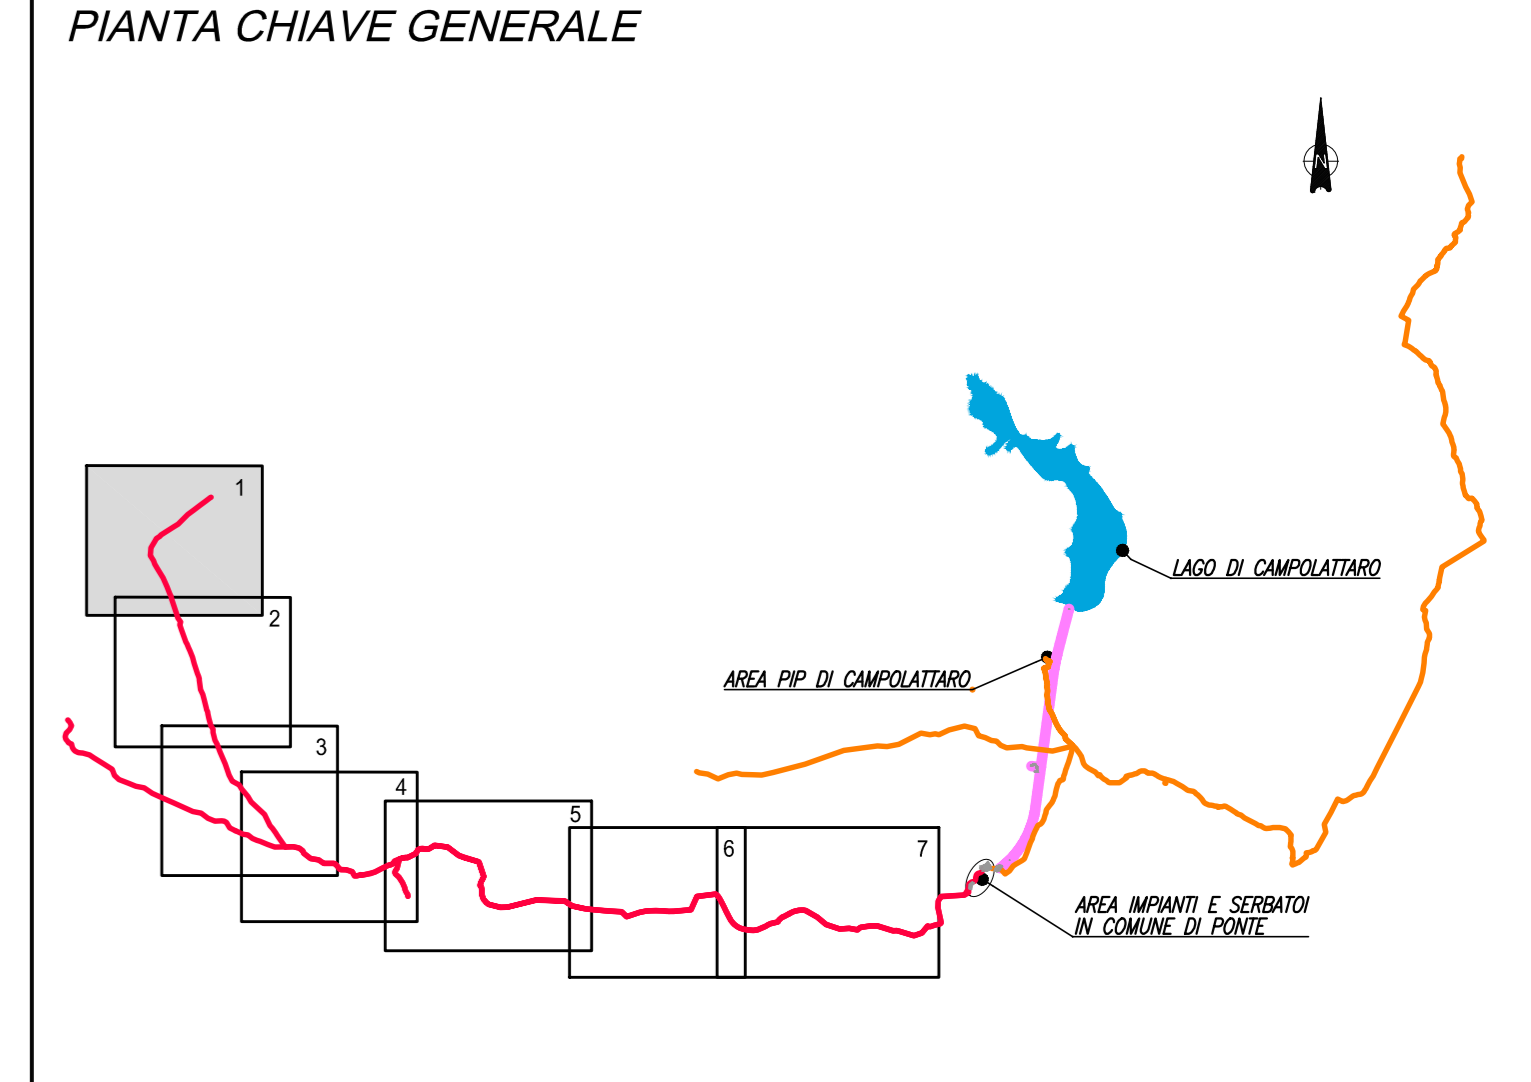 PIANTA CHIAVE GENERALE
N
1
LAGO DI CAMPOLATTARO
2
AREA PIP DI CAMPOLATTARO
3
4
5
6
7
AREA IMPIANTI E SERBATOI
IN COMUNE DI PONTE